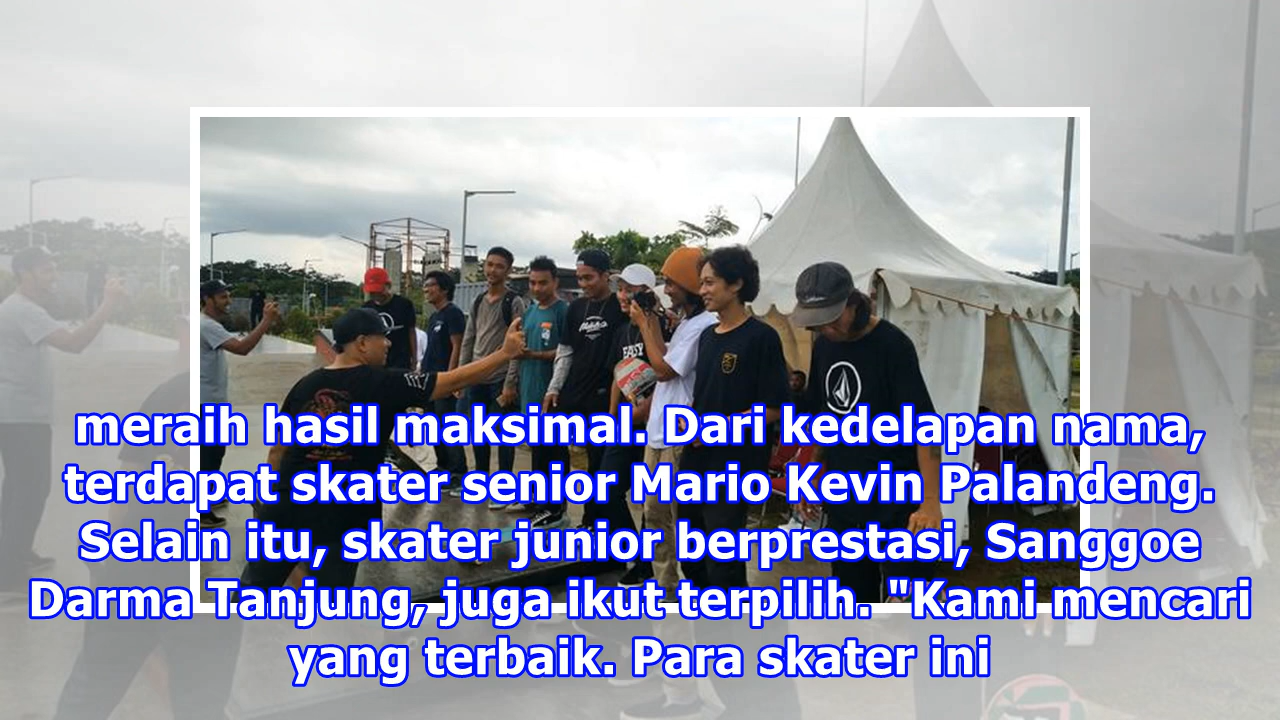 meraih hasil maksimal. Dari kedelapan nama,
terdapat skater senior Mario Kevin Palandeng.
Selain itu, skater junior berprestasi, Sanggoe
Darma Tanjung, juga ikut terpilih. "Kami mencari
yang terbaik. Para skater ini